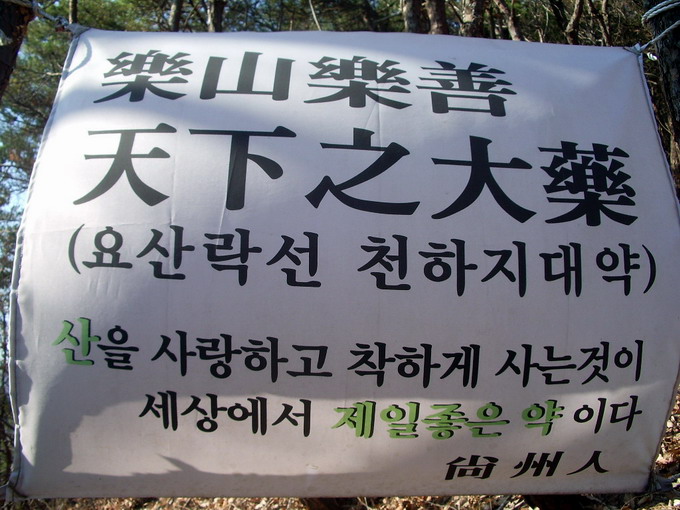 樂山樂善
天下之大藥
(요산락선 천하지대약)
산을 사랑하고 착하게 사는것이
세상에서 제일좋은 약이다
尙州人